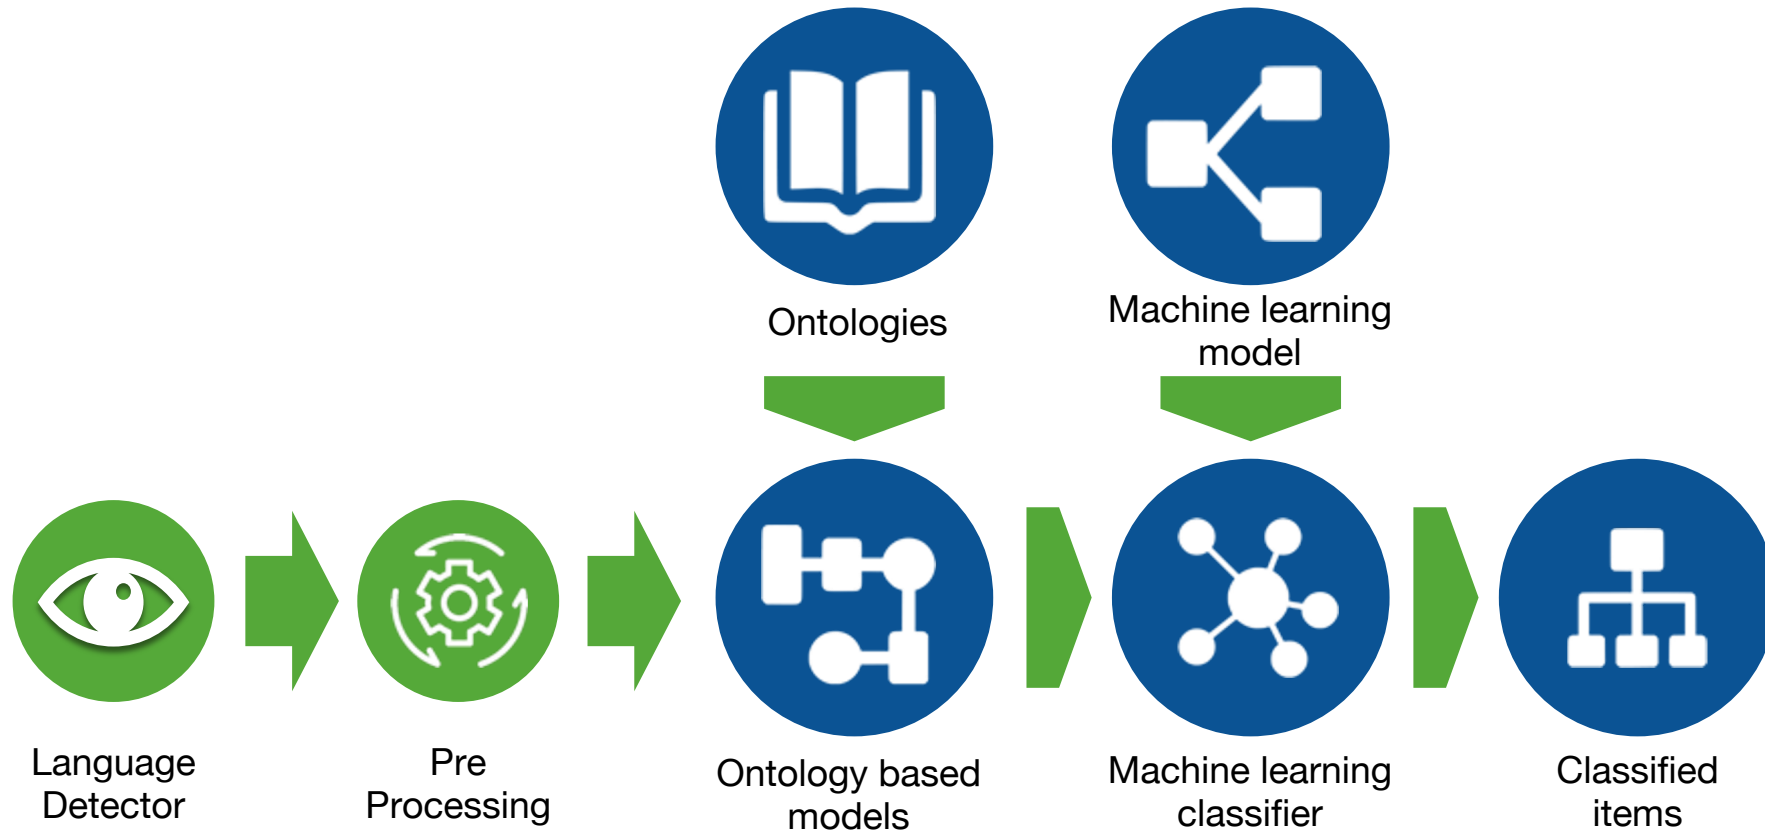 Ontologies
Machine learning
model
Language
Detector
Pre
Processing
Ontology based
models
Machine learning
classifier
Classified
items